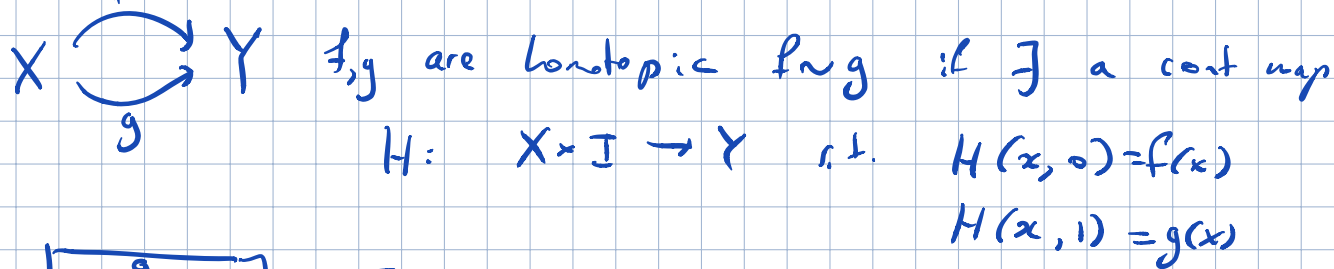 X Y f,g are homotopic f~g if ∃ a cont map
g
H: X×I → Y s.t. H(x,0)=f(x)
H(x,1)=g(x)
g